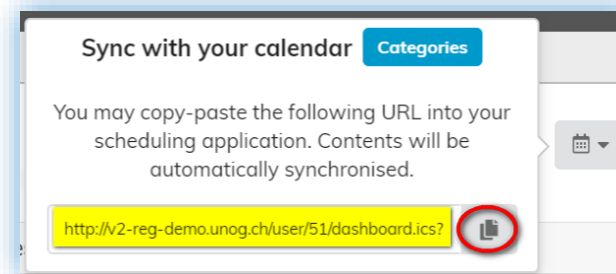 Sync with your calendar Categories
You may copy-paste the following URL into your
scheduling application. Contents will be
automatically synchronised.
http://v2-reg-demo.unog.ch/user/51/dashboard.ics?